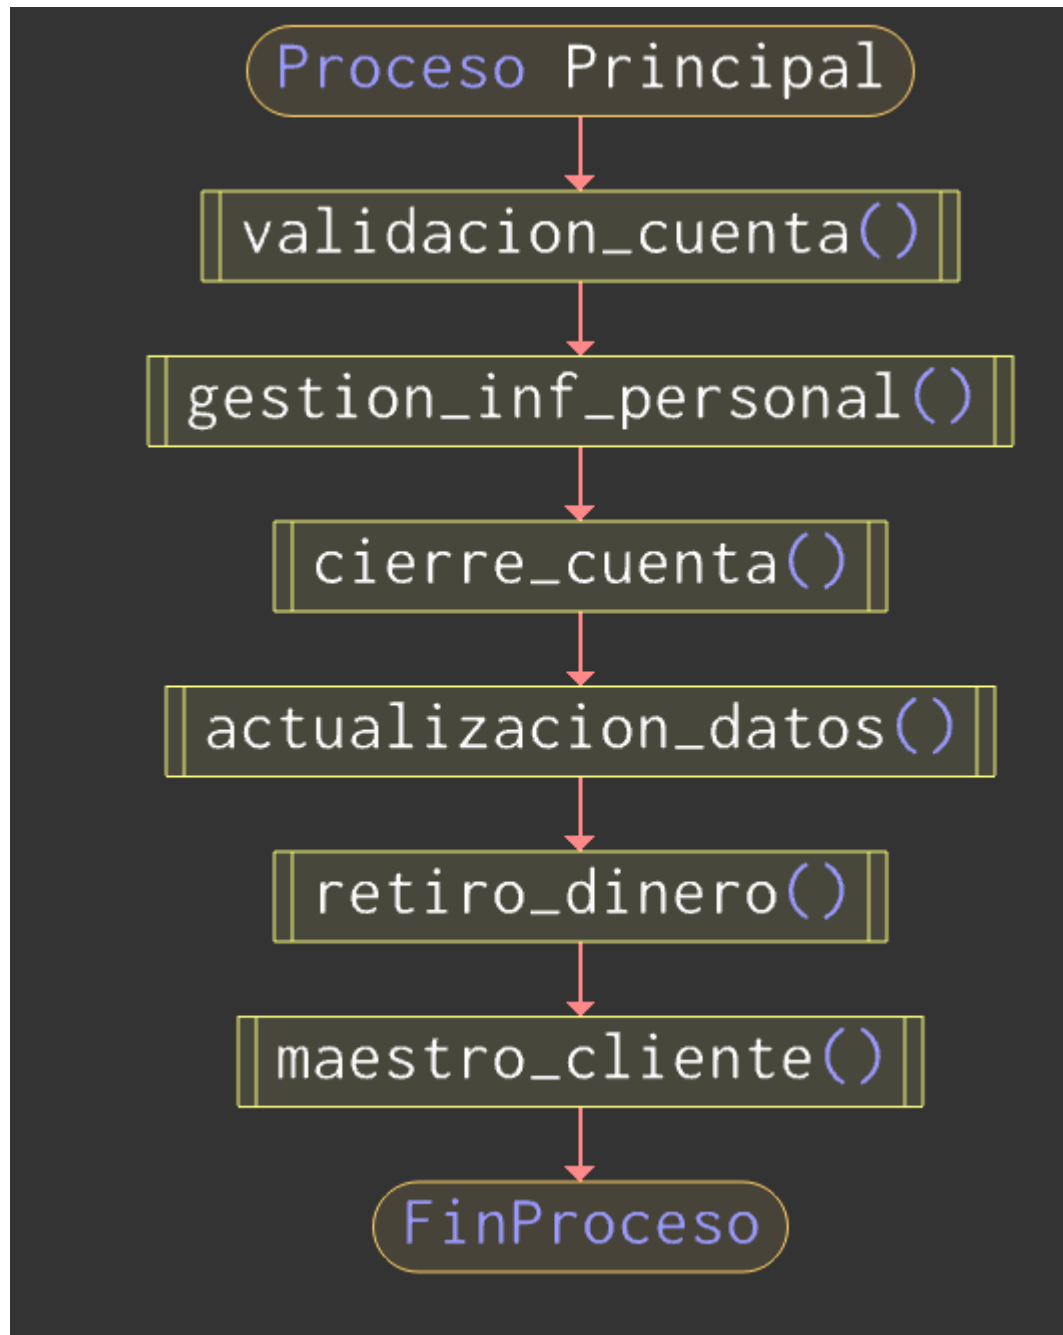 Proceso Principal
validacion_cuenta()
gestion_inf_personal()
cierre_cuenta()
actualizacion_datos()
retiro_dinero()
maestro_cliente()
FinProceso